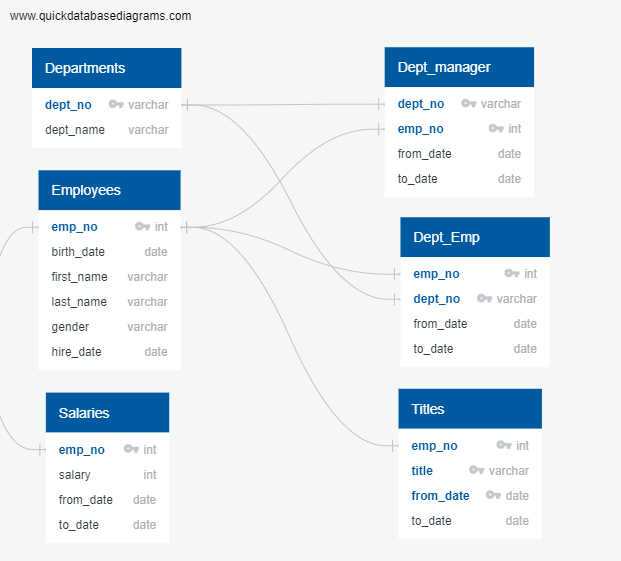 www.quickdatabasediagrams.com
Departments
dept_no varchar
dept_name varchar
Employees
emp_no int
birth_date date
first_name varchar
last_name varchar
gender varchar
hire_date date
Salaries
emp_no int
salary int
from_date date
to_date date
Dept_manager
dept_no varchar
emp_no int
from_date date
to_date date
Dept_Emp
emp_no int
dept_no varchar
from_date date
to_date date
Titles
emp_no int
title varchar
from_date date
to_date date